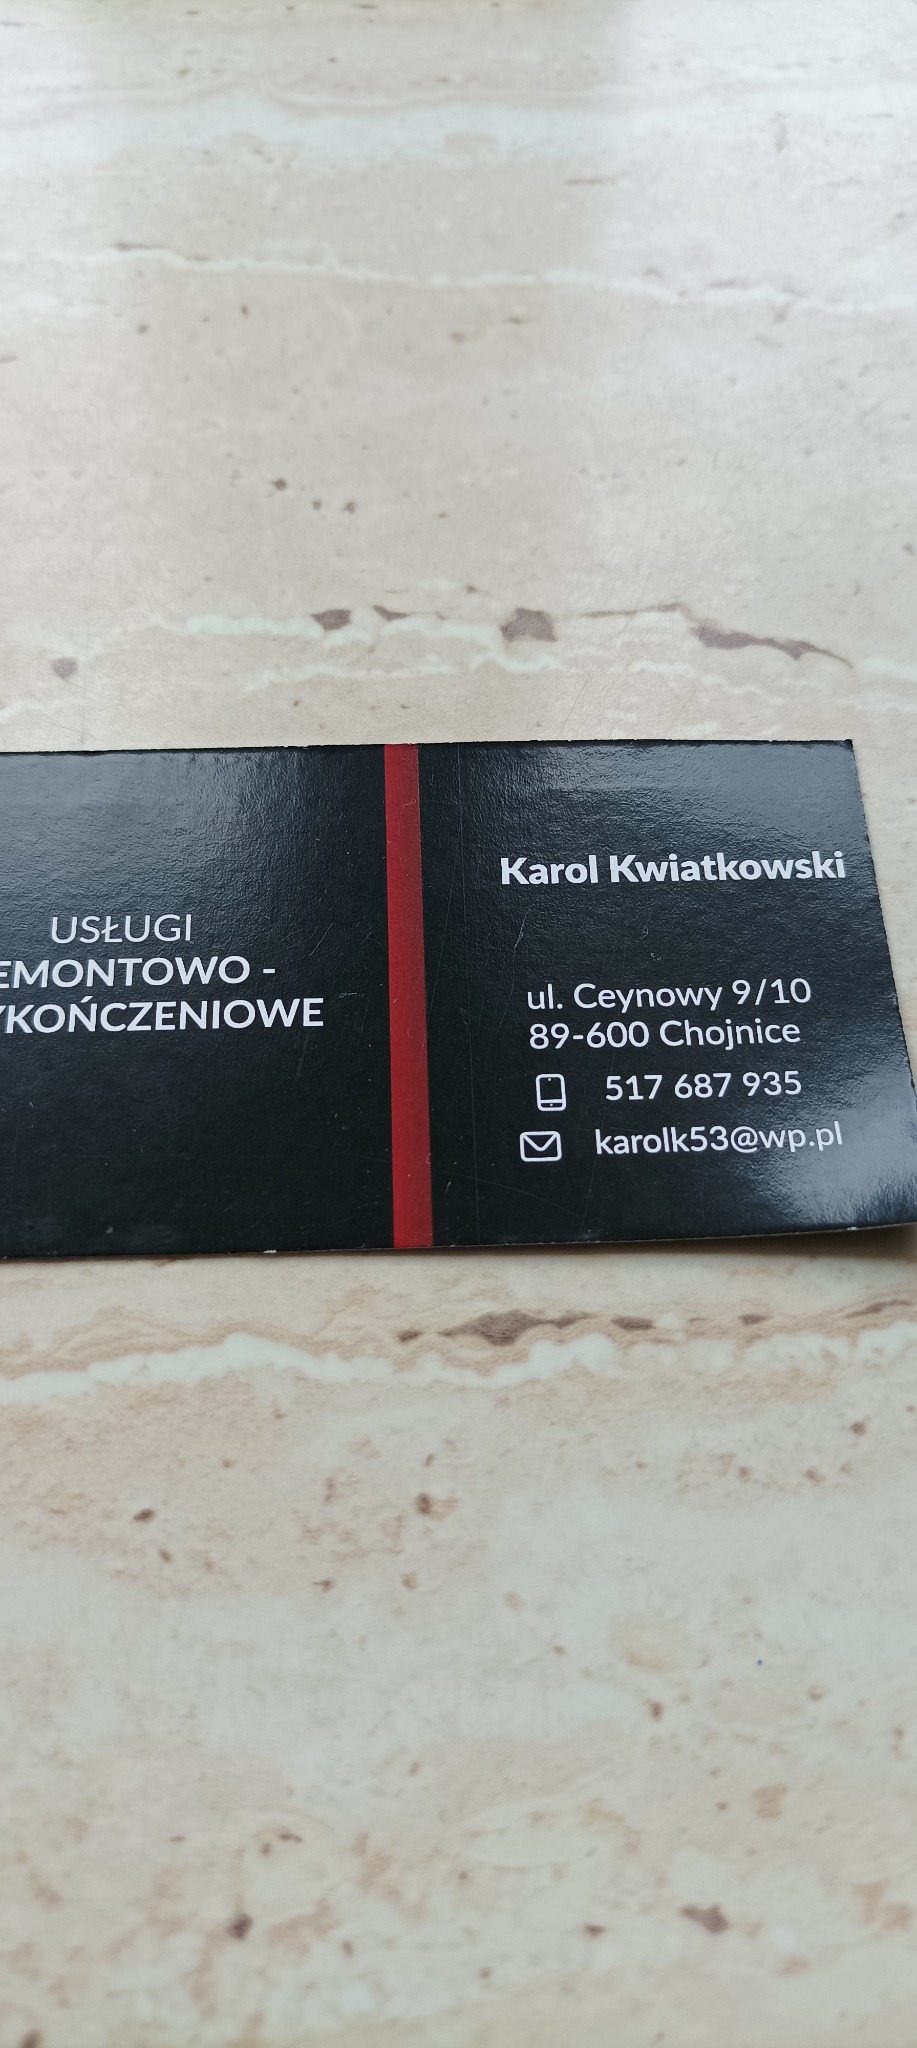 USŁUGI
EMONTOWO -
YKOŃCZENIOWE
Karol Kwiatkowski
ul. Ceynowy 9/10
89-600 Chojnice
517 687 935
karolk53@wp.pl